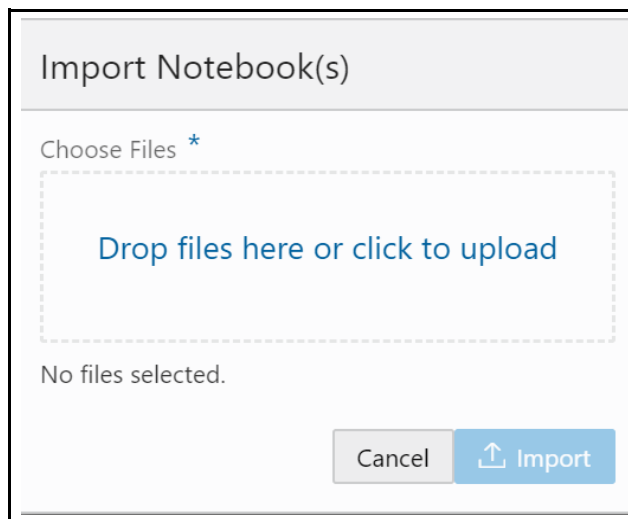 Import Notebook(s)
Choose Files *
Drop files here or click to upload
No files selected.
Cancel Import